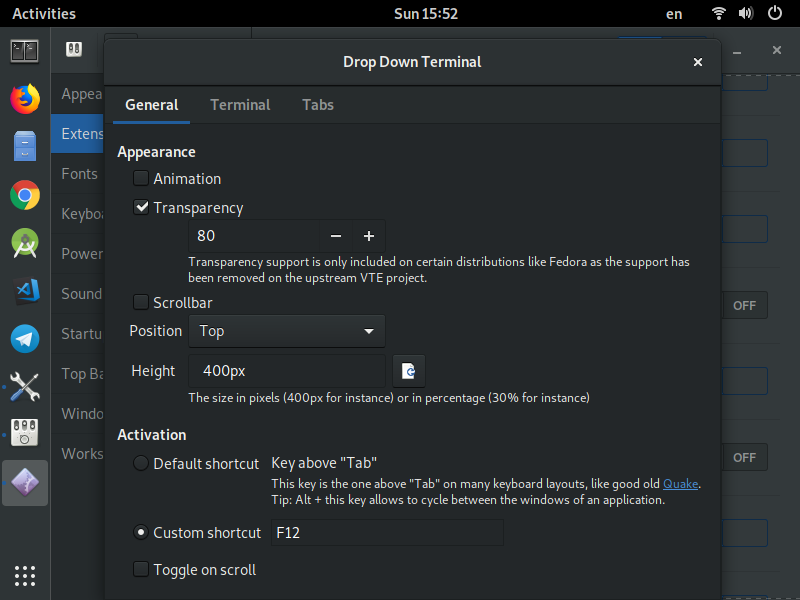 Activities
Sun 15:52
en
Drop Down Terminal
General
Terminal
Tabs
Appea
Extens
Fonts
Keyboa
Power
Sound
Startu
Top Ba
Windo
Works
Appearance
Animation
Transparency
80
Transparency support is only included on certain distributions like Fedora as the support has
been removed on the upstream VTE project.
Scrollbar
Position
Top
Height
400px
The size in pixels (400px for instance) or in percentage (30% for instance)
Activation
Default shortcut
Key above "Tab"
This key is the one above "Tab" on many keyboard layouts, like good old Quake.
Tip: Alt + this key allows to cycle between the windows of an application.
Custom shortcut
F12
Toggle on scroll
OFF
OFF